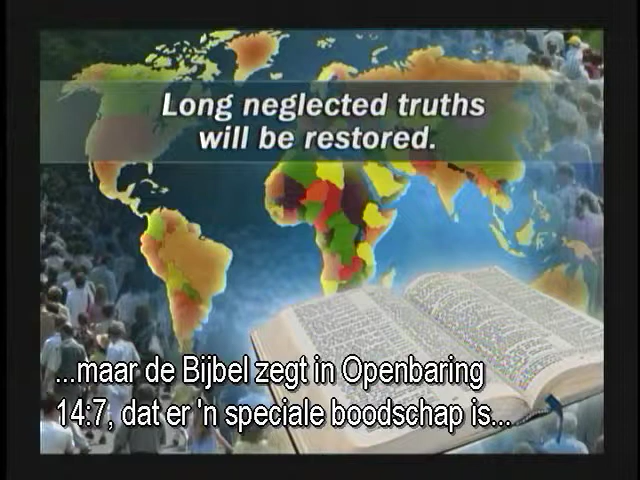 Long neglected truths
will be restored.
...maar de Bijbel zegt in Openbaring
14:7, dat er 'n speciale boodschap is...